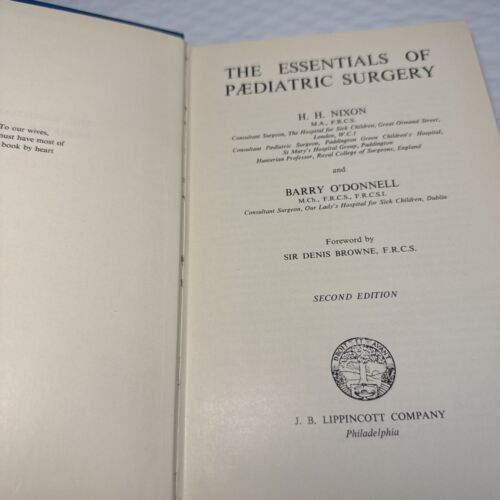 To our wives,
must have most of
book by heart
THE ESSENTIALS OF
PÆDIATRIC SURGERY
H. H. NIXON
M.A., F.R.C.S.
Consultant Surgeon, The Hospital for Sick Children, Great Ormond Street,
London, W.C.1
Consultant Pædiatric Surgeon, Paddington Green Children's Hospital,
St Mary's Hospital Group, Paddington
Hunterian Professor, Royal College of Surgeons, England
and
BARRY O'DONNELL
M.Ch., F.R.C.S., F.R.C.S.I.
Consultant Surgeon, Our Lady's Hospital for Sick Children, Dublin
Foreword by
SIR DENIS BROWNE, F.R.C.S.
SECOND EDITION
DROIT ET AVANT
J. B. LIPPINCOTT COMPANY
Philadelphia